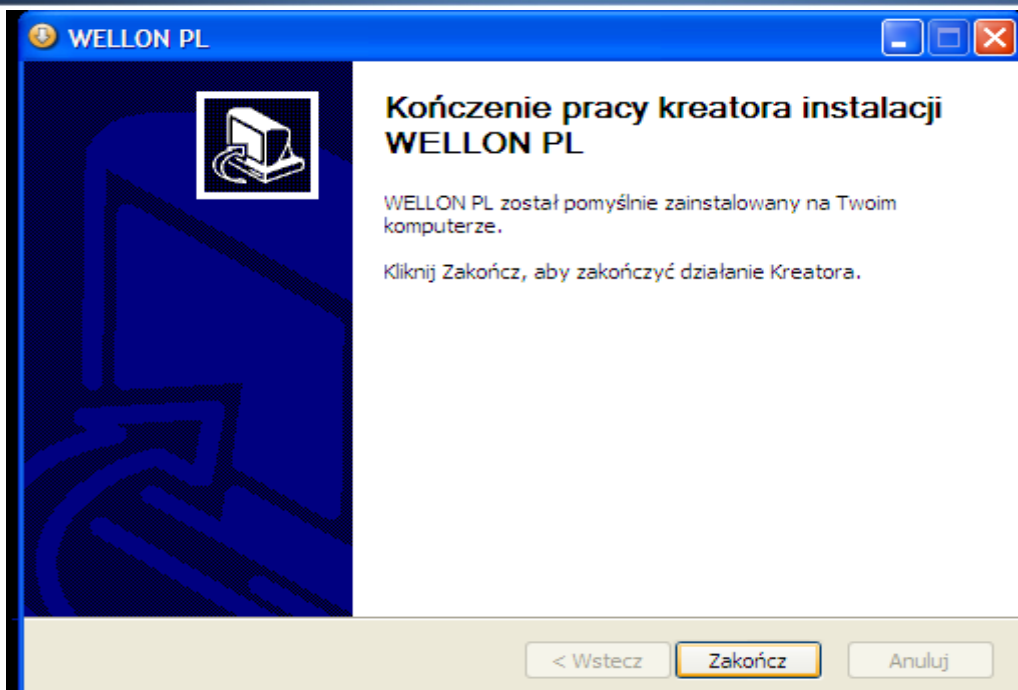 WELLON PL
Kończenie pracy kreatora instalacji
WELLON PL
WELLON PL został pomyślnie zainstalowany na Twoim
komputerze.
Kliknij Zakończ, aby zakończyć działanie Kreatora.
< Wstecz Zakończ Anuluj